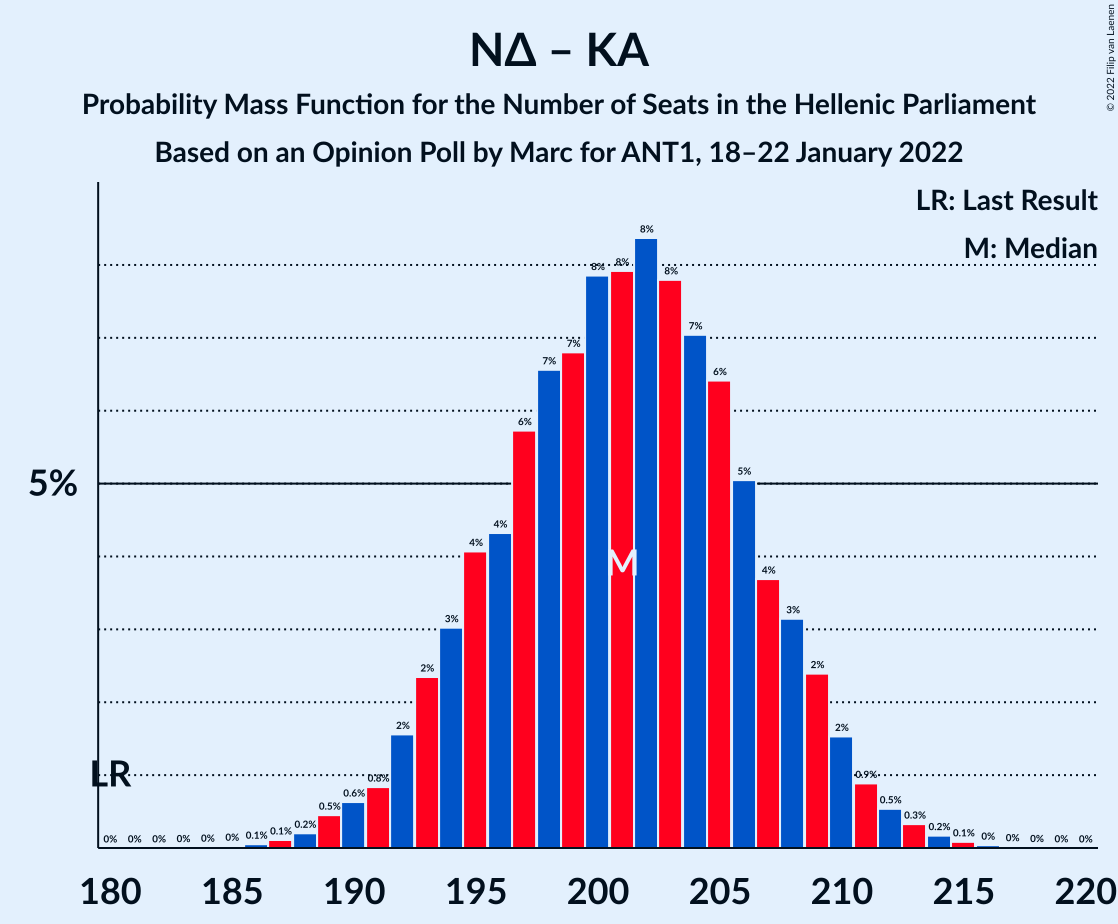 NΔ – KA
Probability Mass Function for the Number of Seats in the Hellenic Parliament
Based on an Opinion Poll by Marc for ANT1, 18–22 January 2022
© 2022 Filip van Laenen
LR: Last Result
M: Median
5%
LR
M
0% 0% 0% 0% 0% 0% 0.1% 0.1% 0.2% 0.5% 0.6% 0.8% 2% 2% 3% 4% 4% 6% 7% 7% 8% 8% 8% 8% 7% 6% 5% 4% 3% 2% 2% 0.9% 0.5% 0.3% 0.2% 0.1% 0% 0% 0% 0% 0%
180 185 190 195 200 205 210 215 220